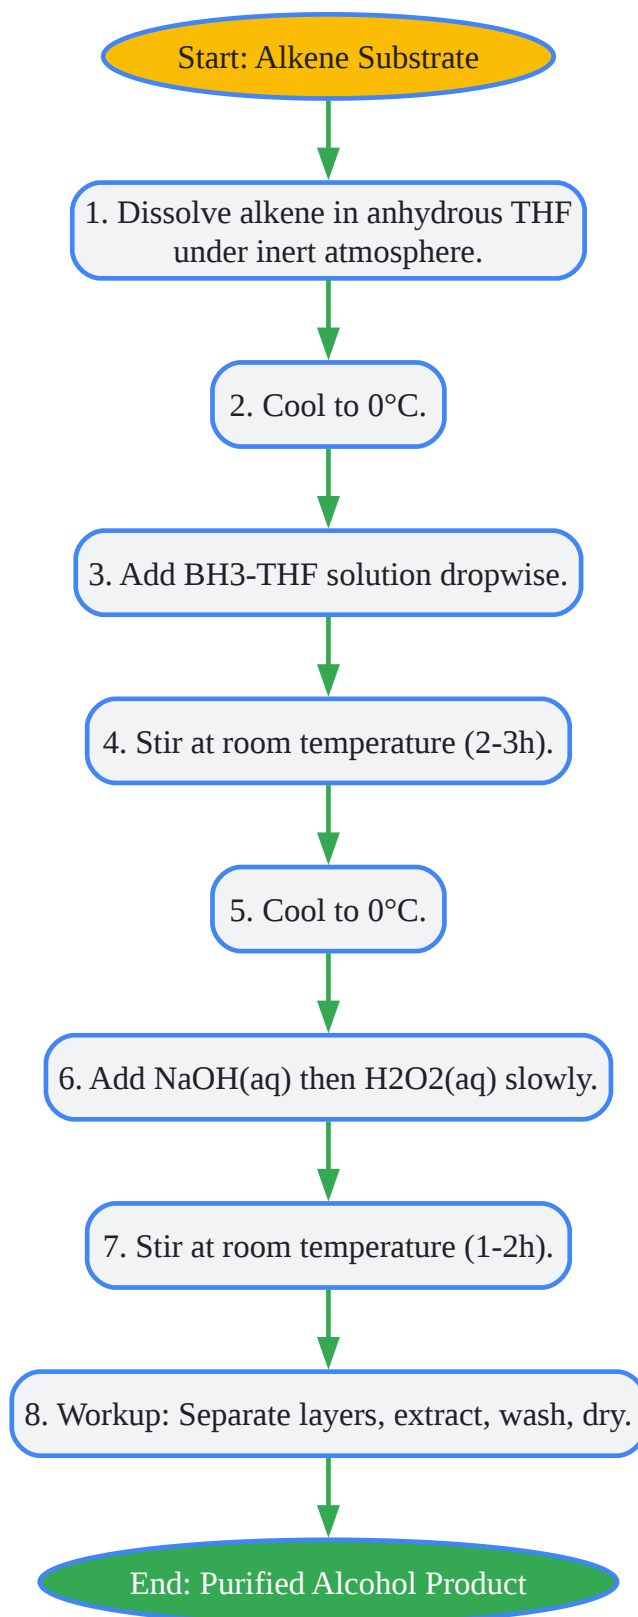 Start: Alkene Substrate
1. Dissolve alkene in anhydrous THF
under inert atmosphere.
2. Cool to 0°C.
3. Add BH3-THF solution dropwise.
4. Stir at room temperature (2-3h).
5. Cool to 0°C.
6. Add NaOH(aq) then H2O2(aq) slowly.
7. Stir at room temperature (1-2h).
8. Workup: Separate layers, extract, wash, dry.
End: Purified Alcohol Product